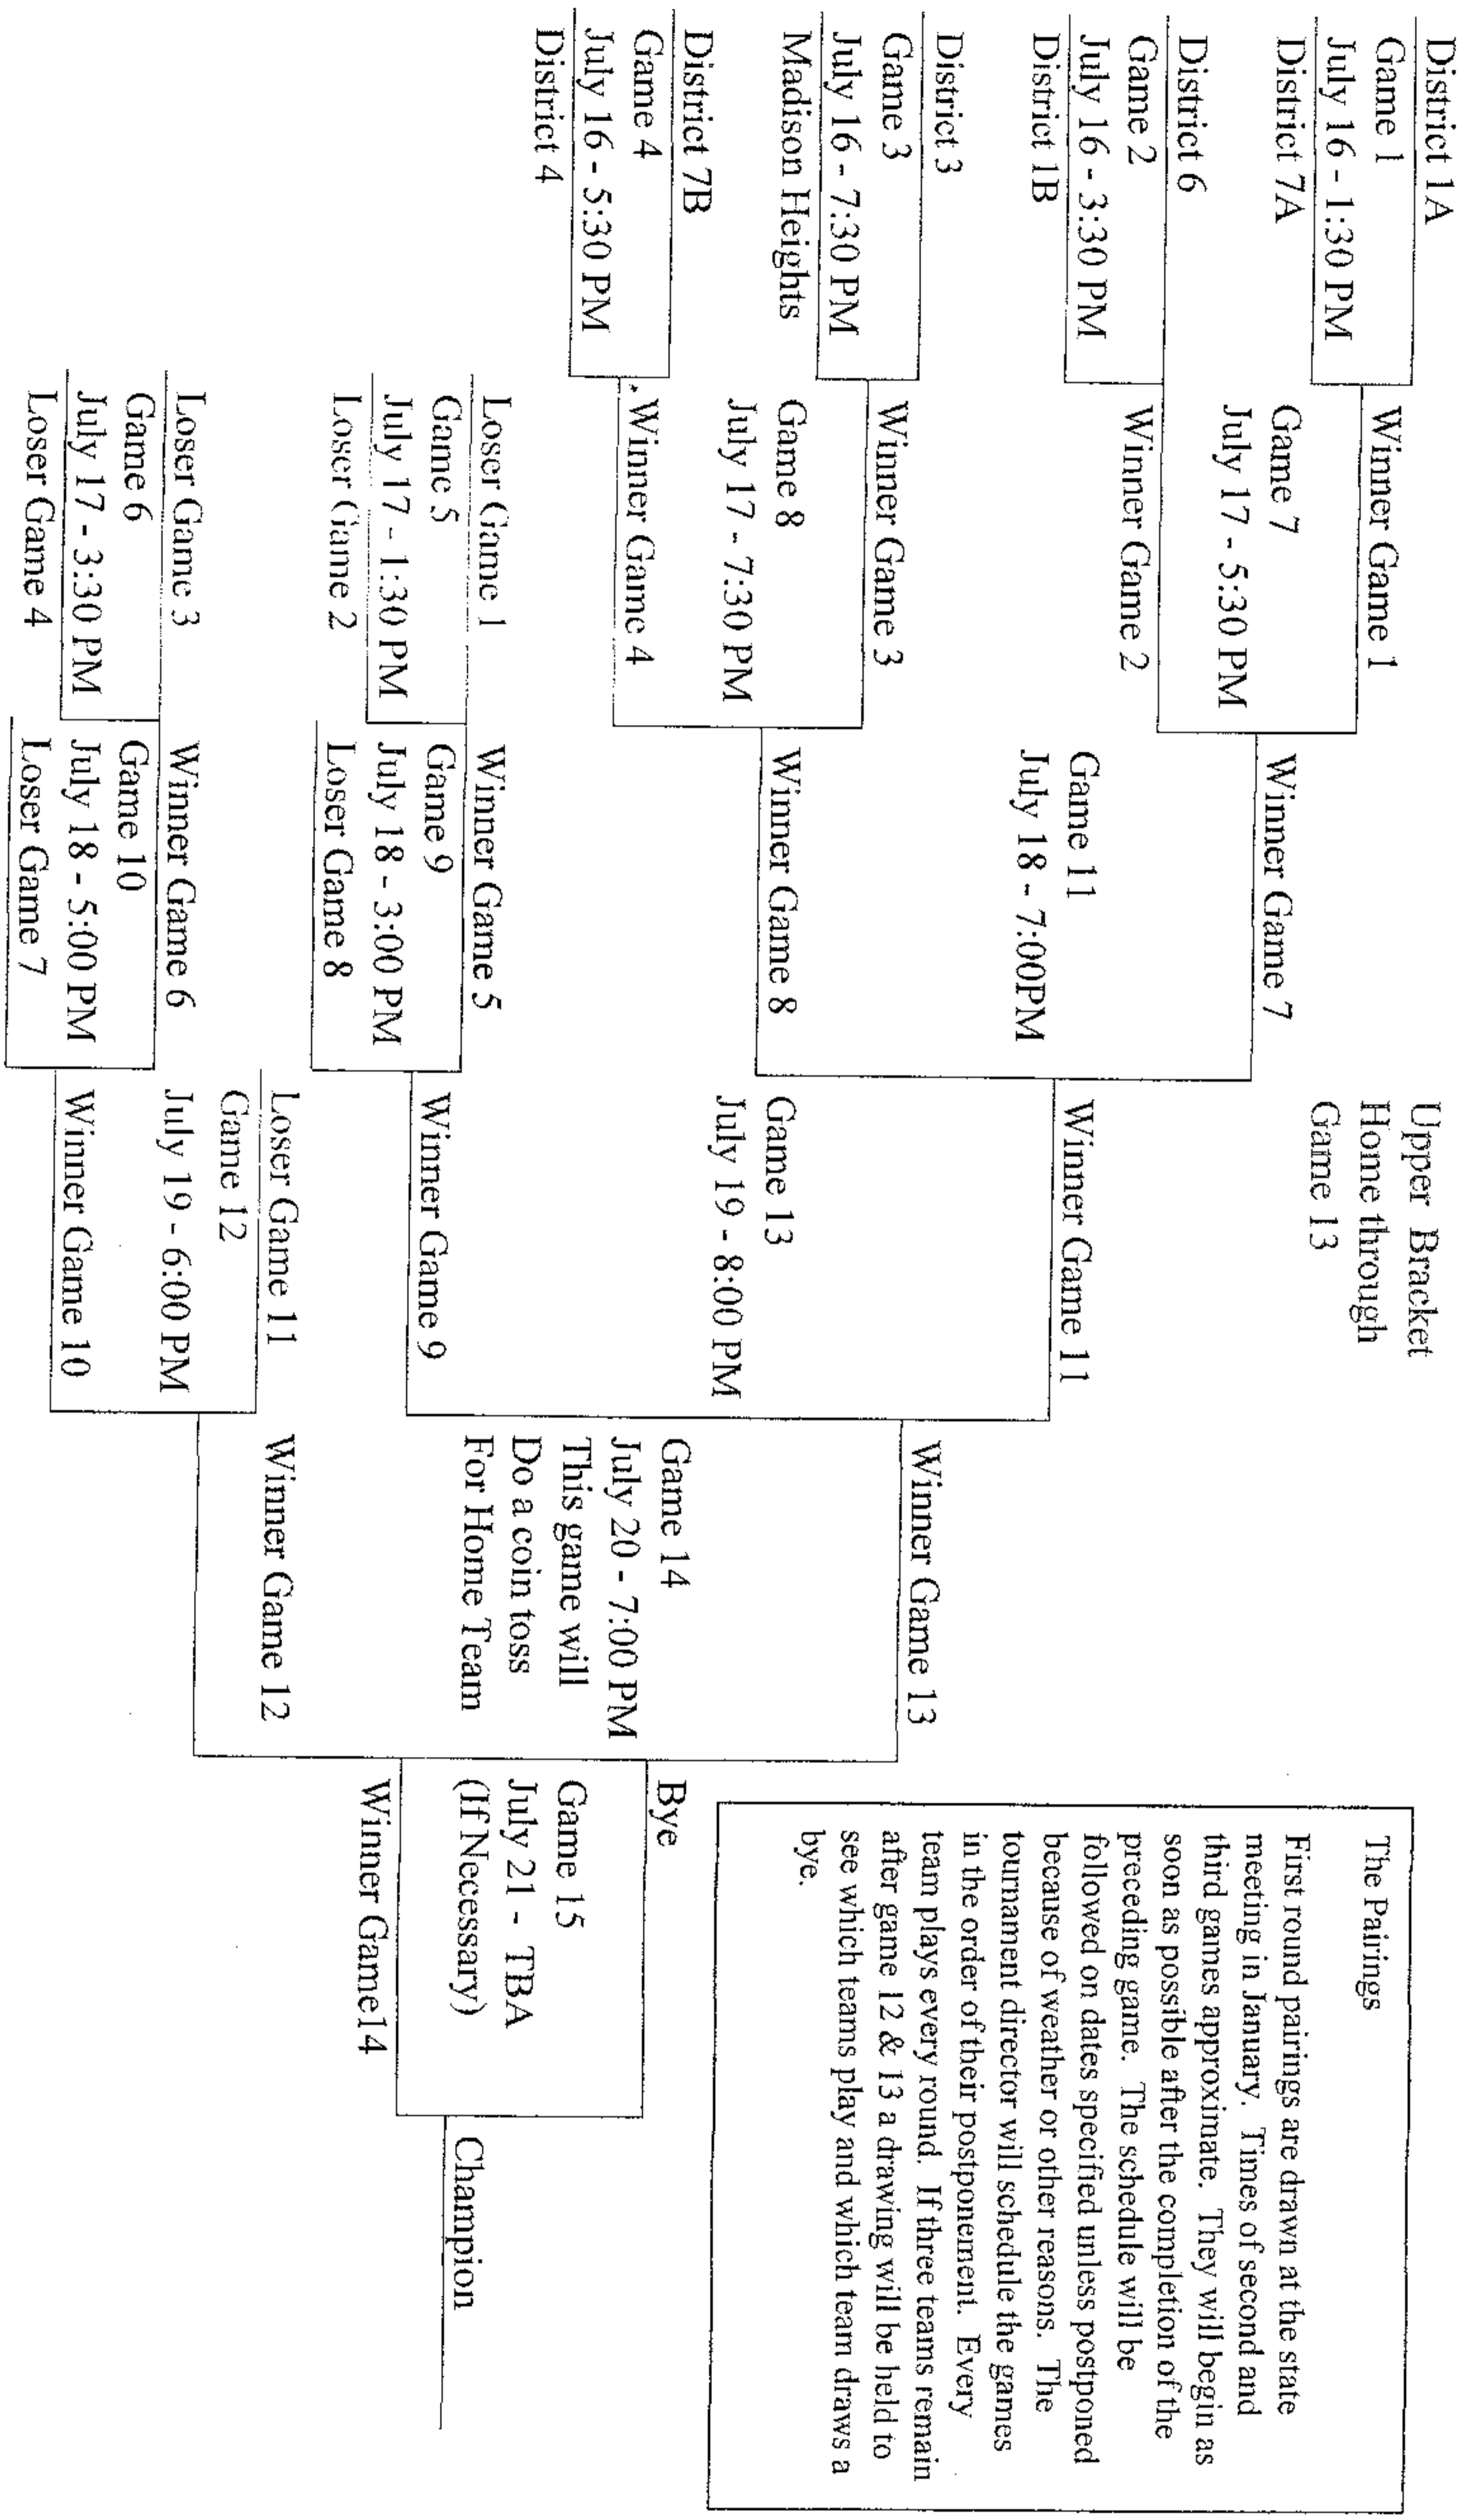 District 1A
Game 1
July 16 - 1:30 PM
District 7A
District 6
Game 2
July 16 - 3:30 PM
District 1B
District 3
Game 3
July 16 - 7:30 PM
Madison Heights
District 7B
Game 4
July 16 - 5:30 PM
District 4
Winner Game 1
Game 7
July 17 - 5:30 PM
Winner Game 2
Winner Game 3
Game 8
July 17 - 7:30 PM
Winner Game 4
Loser Game 1
Game 5
July 17 - 1:30 PM
Loser Game 2
Loser Game 3
Game 6
July 17 - 3:30 PM
Loser Game 4
Winner Game 7
Game 11
July 18 - 7:00PM
Winner Game 8
Winner Game 5
Game 9
July 18 - 3:00 PM
Loser Game 8
Winner Game 6
Game 10
July 18 - 5:00 PM
Loser Game 7
Upper Bracket
Home through
Game 13
Winner Game 11
Game 13
July 19 - 8:00 PM
Winner Game 9
Loser Game 11
Game 12
July 19 - 6:00 PM
Winner Game 10
Winner Game 13
Game 14
July 20 - 7:00 PM
This game will
Do a coin toss
For Home Team
Winner Game 12
The Pairings
First round pairings are drawn at the state
meeting in January. Times of second and
third games approximate. They will begin as
soon as possible after the completion of the
preceding game. The schedule will be
followed on dates specified unless postponed
because of weather or other reasons. The
tournament director will schedule the games
in the order of their postponement. Every
team plays every round. If three teams remain
after game 12 & 13 a drawing will be held to
see which teams play and which team draws a
bye.
Bye
Game 15
July 21 - TBA
(If Necessary)
Winner Game14
Champion